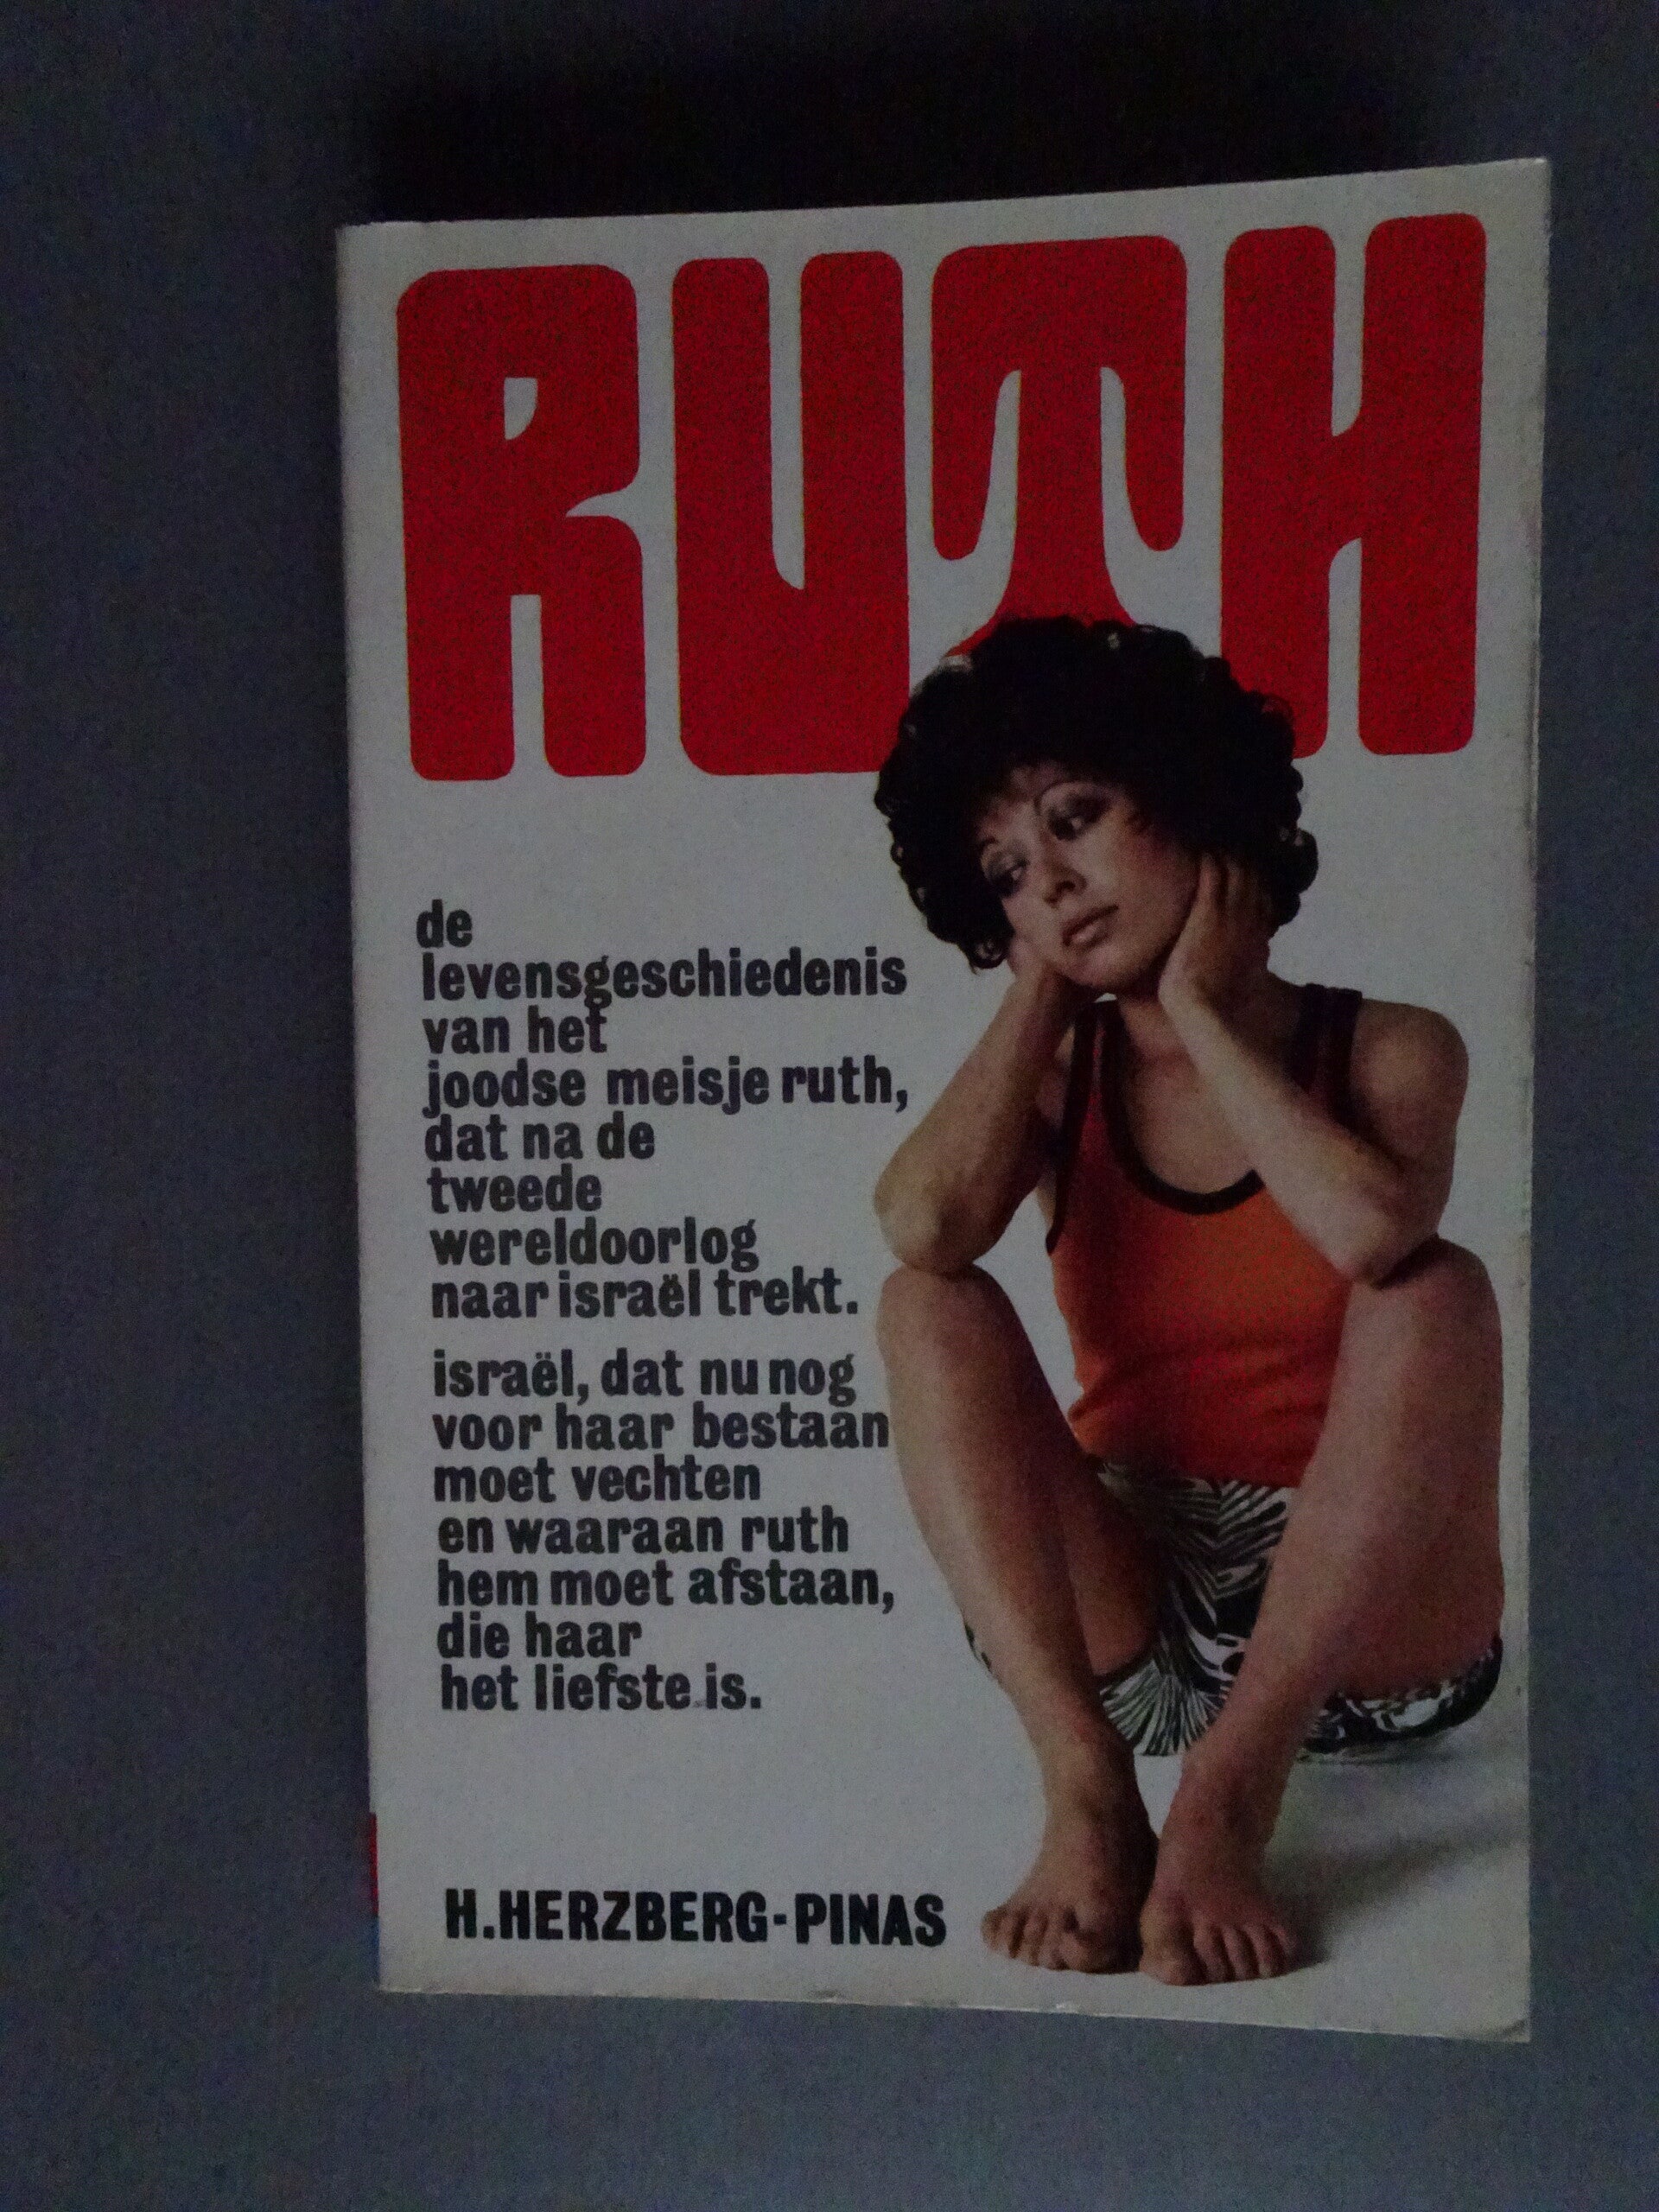 RUTH
de
levensgeschiedenis
van het
joodse meisje ruth,
dat na de
tweede
wereldoorlog
naar israël trekt.
israël, dat nu nog
voor haar bestaan
moet vechten
en waaraan ruth
hem moet afstaan,
die haar
het liefste is.
H.HERZBERG-PINAS